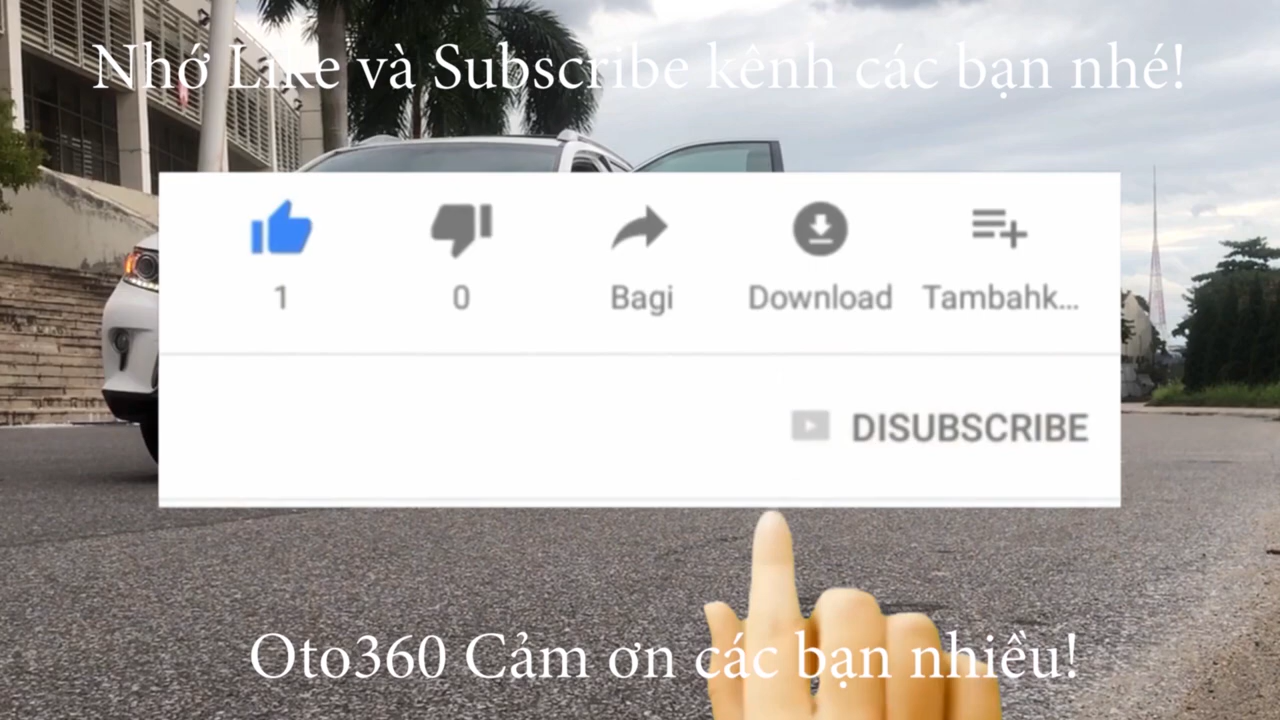 Nhớ Like và Subscribe kênh các bạn nhé!
1
0
Bagi
Download
Tambahk...
DISUBSCRIBE
Oto360 Cảm ơn các bạn nhiều!